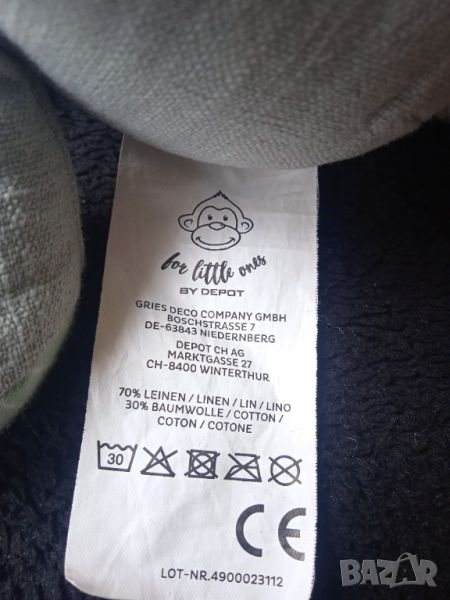 for little ones
BY DEPOT
GRIES DECO COMPANY GMBH
BOSCHSTRASSE 7
DE-63843 NIEDERNBERG
DEPOT CH AG
MARKTGASSE 27
CH-8400 WINTERTHUR
70% LEINEN / LINEN / LIN / LINO
30% BAUMWOLLE / COTTON /
COTON / COTONE
30
CE
LOT-NR.4900023112
BAZAR